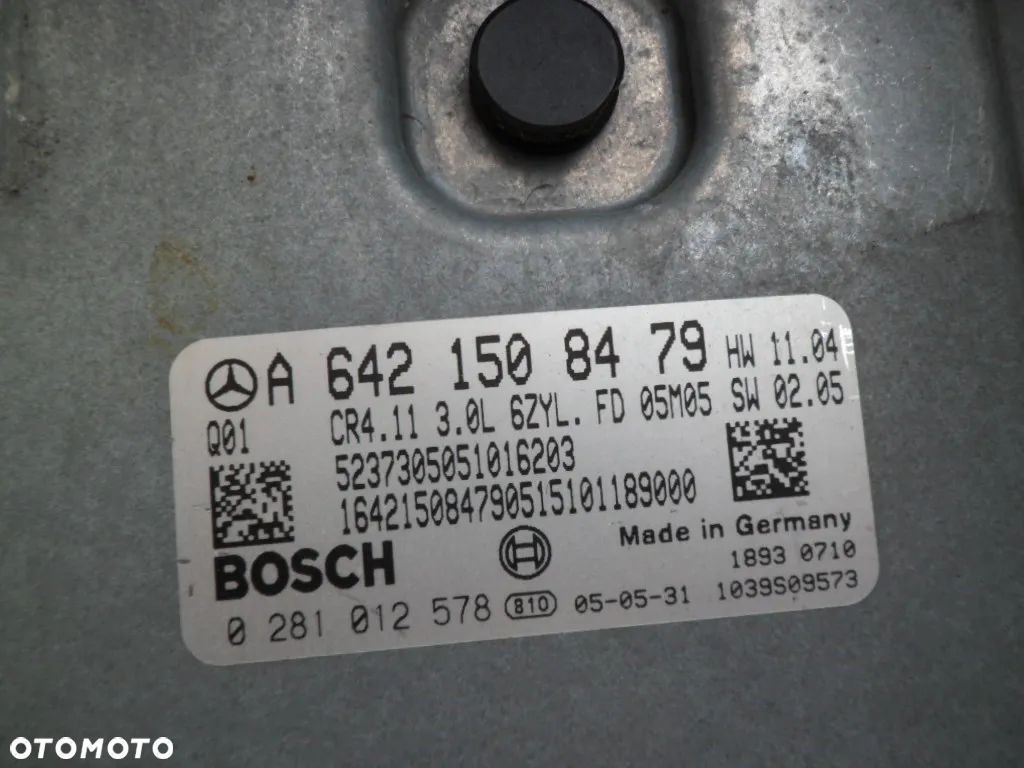 A 642 150 84 79 HW 11.04
Q01 CR4.11 3.0L 6ZYL. FD 05M05 SW 02.05
5237305051016203
16421508479051510118900​0
Made in Germany
BOSCH
1893 0710
0 281 012 578 810 05-05-31 1039S09573
OTOMOTO